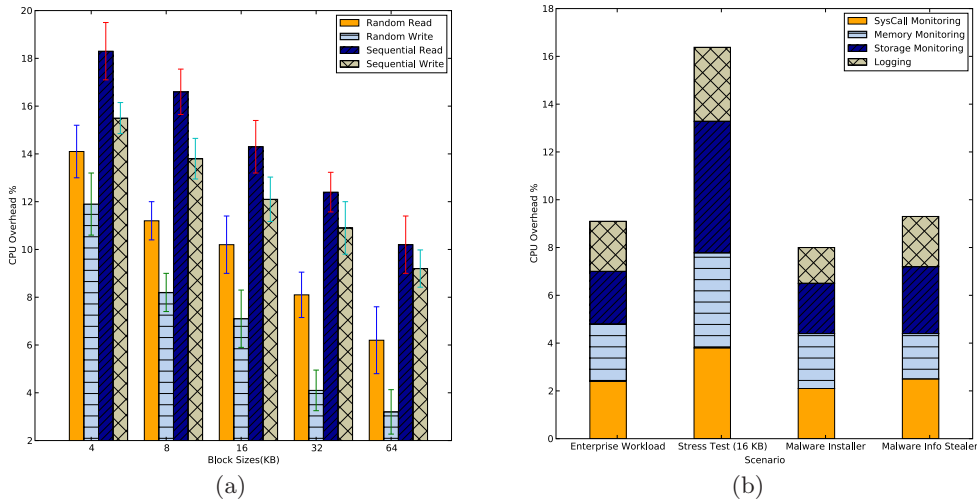 20
18
16
14
12
10
8
6
4
2
CPU Overhead %
Random Read
Random Write
Sequential Read
Sequential Write
4
8
16
32
64
Block Sizes(KB)
(a)
18
16
14
12
10
8
6
4
2
0
CPU Overhead %
SysCall Monitoring
Memory Monitoring
Storage Monitoring
Logging
Enterprise Workload
Stress Test (16 KB)
Malware Installer
Malware Info Stealer
Scenario
(b)